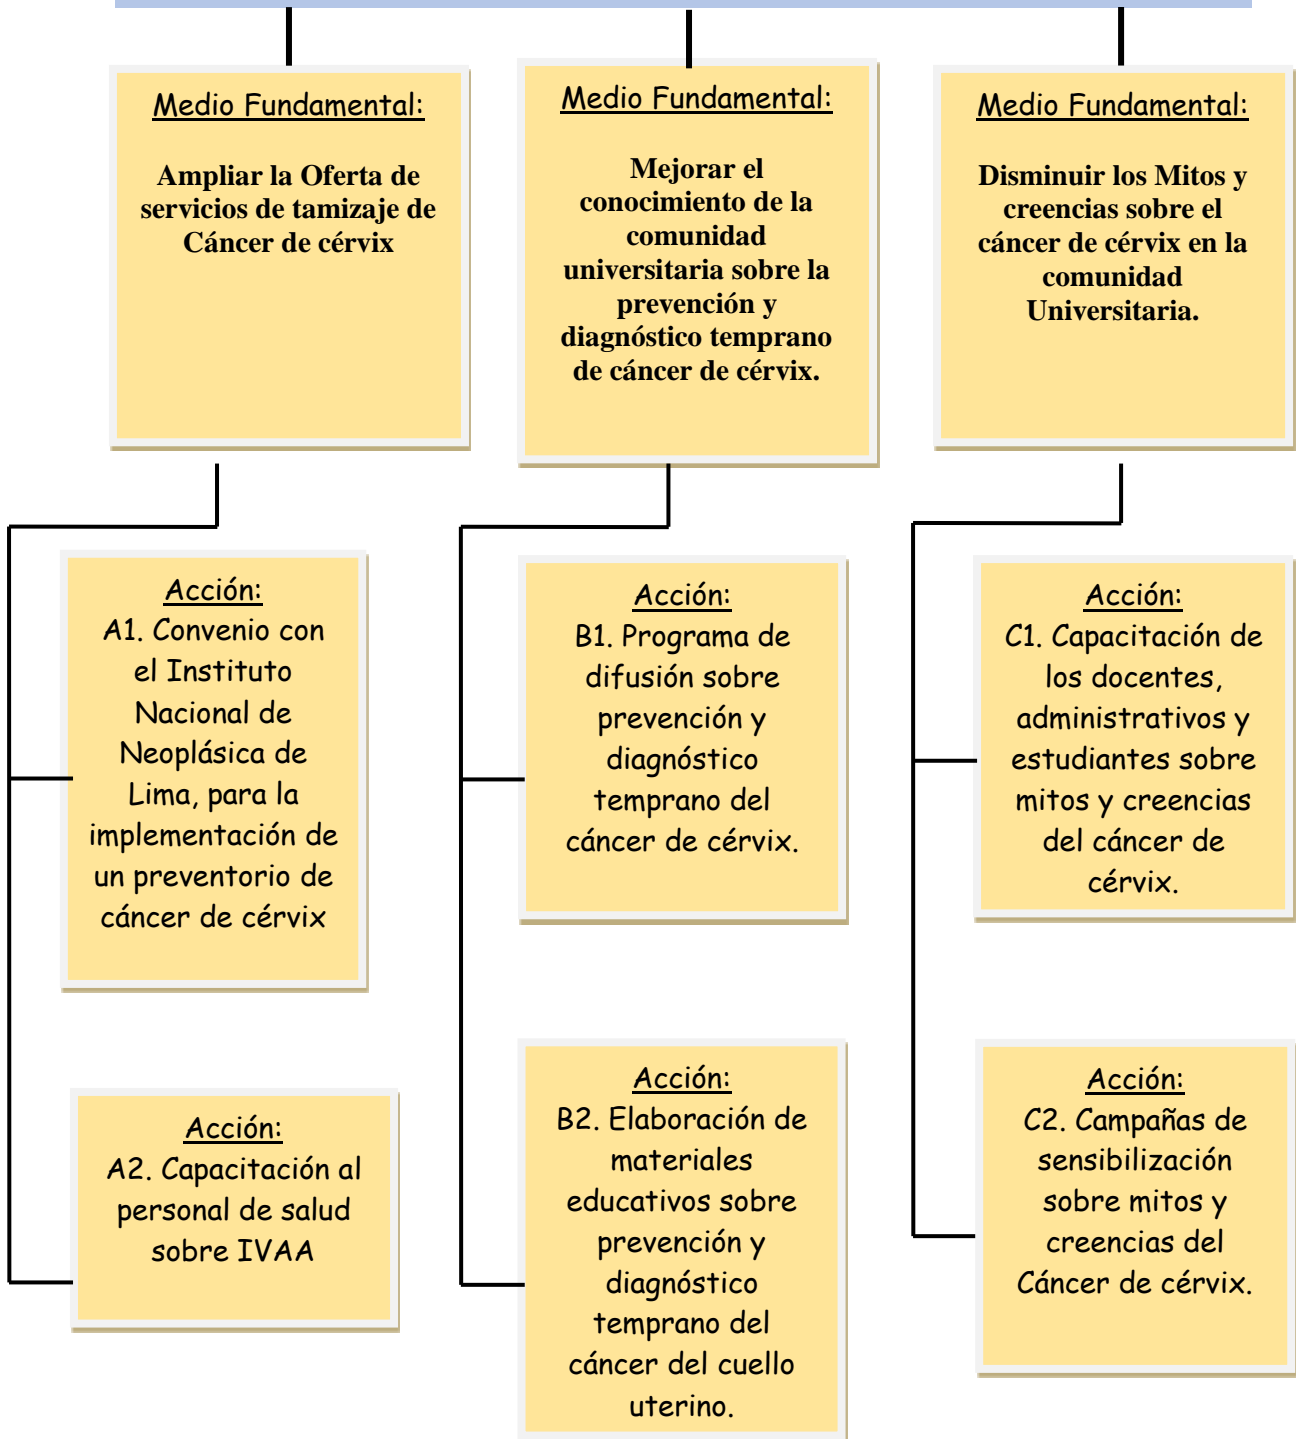 Medio Fundamental:
Ampliar la Oferta de
servicios de tamizaje de
Cáncer de cérvix
Medio Fundamental:
Mejorar el
conocimiento de la
comunidad
universitaria sobre la
prevención y
diagnóstico temprano
de cáncer de cérvix.
Medio Fundamental:
Disminuir los Mitos y
creencias sobre el
cáncer de cérvix en la
comunidad
Universitaria.
Acción:
A1. Convenio con
el Instituto
Nacional de
Neoplásica de
Lima, para la
implementación de
un preventorio de
cáncer de cérvix
Acción:
B1. Programa de
difusión sobre
prevención y
diagnóstico
temprano del
cáncer de cérvix.
Acción:
C1. Capacitación de
los docentes,
administrativos y
estudiantes sobre
mitos y creencias
del cáncer de
cérvix.
Acción:
A2. Capacitación al
personal de salud
sobre IVAA
Acción:
B2. Elaboración de
materiales
educativos sobre
prevención y
diagnóstico
temprano del
cáncer del cuello
uterino.
Acción:
C2. Campañas de
sensibilización
sobre mitos y
creencias del
Cáncer de cérvix.